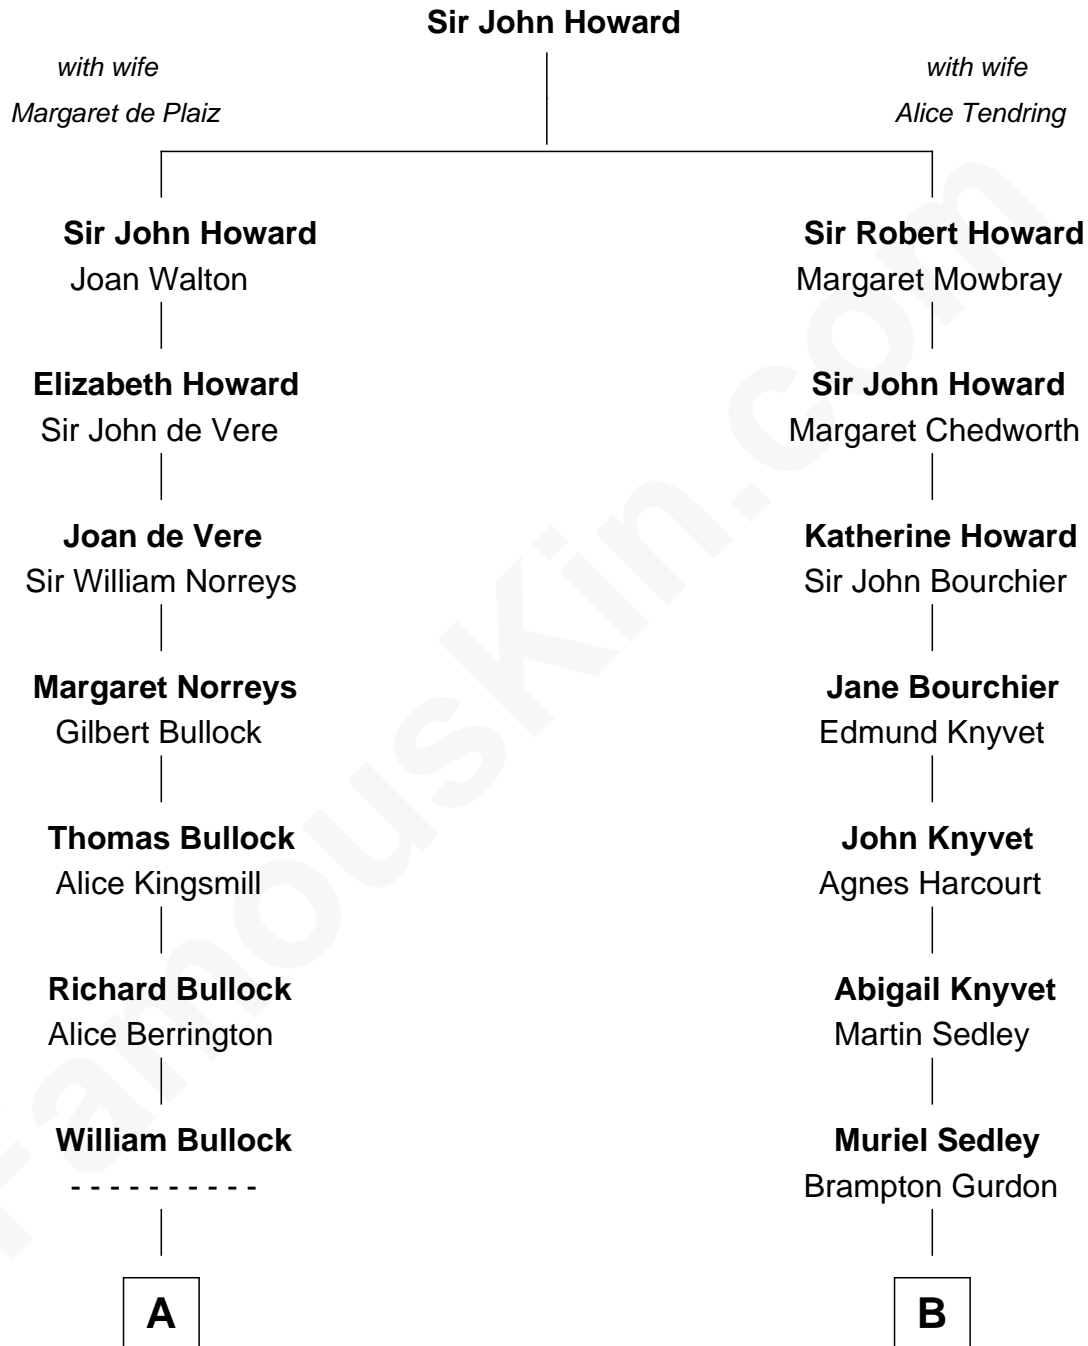 Sir John Howard
with wife
Margaret de Plaiz
with wife
Alice Tendring
Sir John Howard
Joan Walton
Sir Robert Howard
Margaret Mowbray
Elizabeth Howard
Sir John de Vere
Sir John Howard
Margaret Chedworth
Joan de Vere
Sir William Norreys
Katherine Howard
Sir John Bourchier
Margaret Norreys
Gilbert Bullock
Jane Bourchier
Edmund Knyvet
Thomas Bullock
Alice Kingsmill
John Knyvet
Agnes Harcourt
Richard Bullock
Alice Berrington
Abigail Knyvet
Martin Sedley
William Bullock
- - - - - - - - - -
Muriel Sedley
Brampton Gurdon
A
B
FamousKin.com